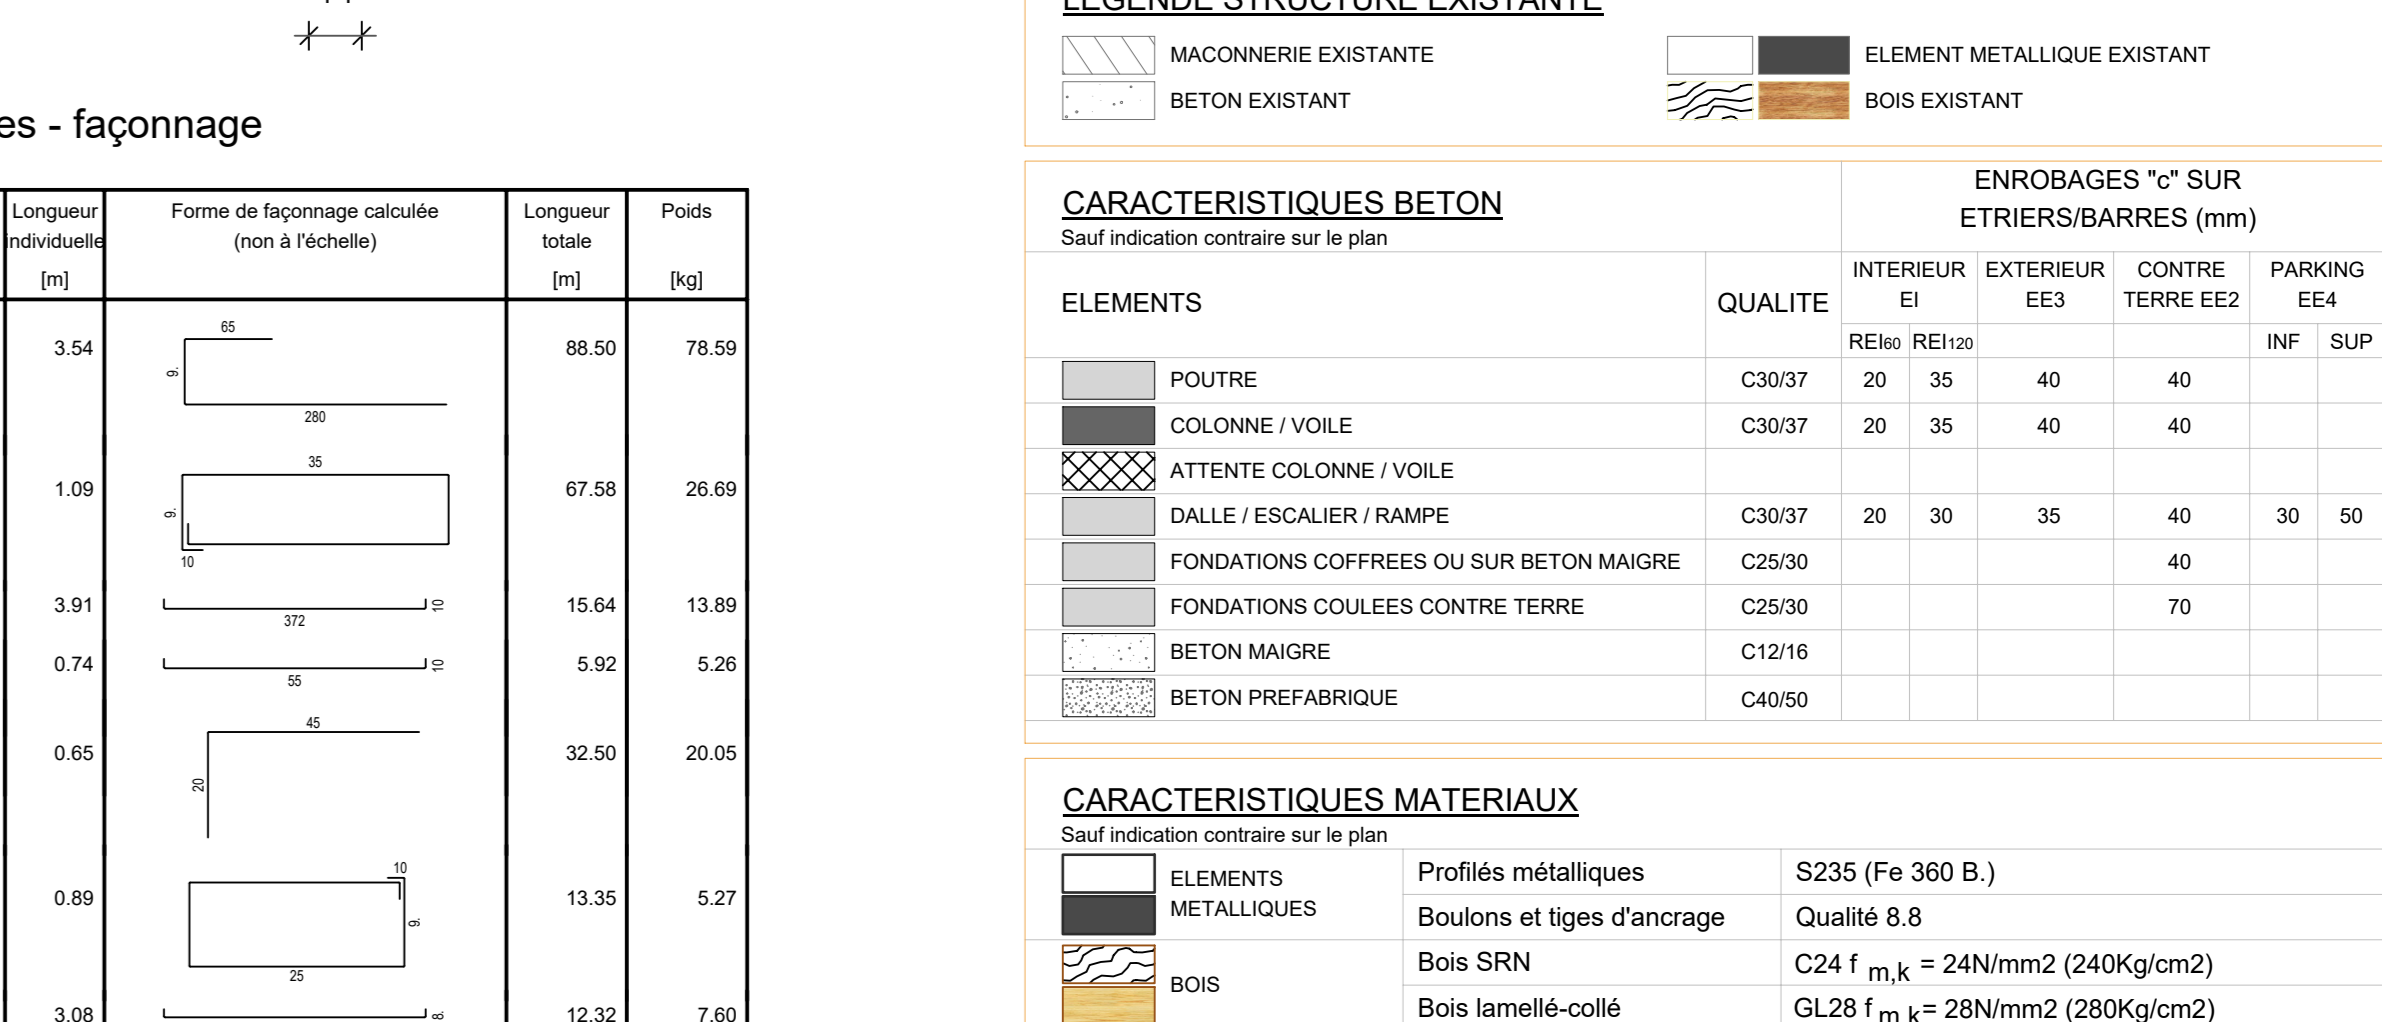 es - façonnage
Longueur individuelle [m] Forme de façonnage calculée (non à l'échelle) Longueur totale [m] Poids [kg]
3.54 65 9. 280 88.50 78.59
1.09 35 9. 10 67.58 26.69
3.91 372 10 15.64 13.89
0.74 55 10 5.92 5.26
0.65 45 20 32.50 20.05
0.89 10 9. 25 13.35 5.27
3.08 8. 12.32 7.60
LEGENDE STRUCTURE EXISTANTE
MACONNERIE EXISTANTE ELEMENT METALLIQUE EXISTANT
BETON EXISTANT BOIS EXISTANT
CARACTERISTIQUES BETON
Sauf indication contraire sur le plan
ENROBAGES "c" SUR
ETRIERS/BARRES (mm)
ELEMENTS QUALITE INTERIEUR EI EXTERIEUR EE3 CONTRE TERRE EE2 PARKING EE4
REI60 REI120 INF SUP
POUTRE C30/37 20 35 40 40
COLONNE / VOILE C30/37 20 35 40 40
ATTENTE COLONNE / VOILE
DALLE / ESCALIER / RAMPE C30/37 20 30 35 40 30 50
FONDATIONS COFFREES OU SUR BETON MAIGRE C25/30 40
FONDATIONS COULEES CONTRE TERRE C25/30 70
BETON MAIGRE C12/16
BETON PREFABRIQUE C40/50
CARACTERISTIQUES MATERIAUX
Sauf indication contraire sur le plan
ELEMENTS METALLIQUES
Profilés métalliques S235 (Fe 360 B.)
Boulons et tiges d'ancrage Qualité 8.8
BOIS
Bois SRN C24 f m,k = 24N/mm2 (240Kg/cm2)
Bois lamellé-collé GL28 f m k= 28N/mm2 (280Kg/cm2)